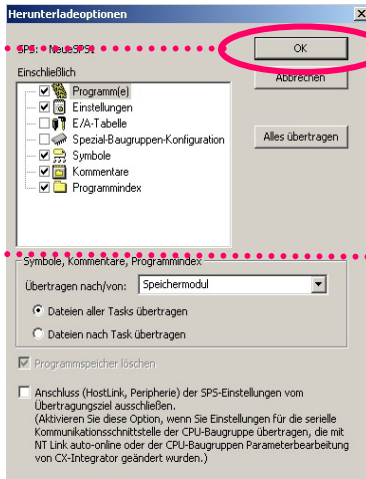 Herunterladeoptionen
SPS: NeueSPS1
OK
Einschließlich
Abbrechen
Programm(e)
Einstellungen
E/A-Tabelle
Alles übertragen
Spezial-Baugruppen-Konfiguration
Symbole
Kommentare
Programmindex
Symbole, Kommentare, Programmindex
Übertragen nach/von: Speichermodul
Dateien aller Tasks übertragen
Dateien nach Task übertragen
Programmspeicher löschen
Anschluss (HostLink, Peripherie) der SPS-Einstellungen vom
Übertragungsziel ausschließen.
(Aktivieren Sie diese Option, wenn Sie Einstellungen für die serielle
Kommunikationsschnittstelle der CPU-Baugruppe übertragen, die mit
NT Link auto-online oder der CPU-Baugruppen Parameterbearbeitung
von CX-Integrator geändert wurden.)